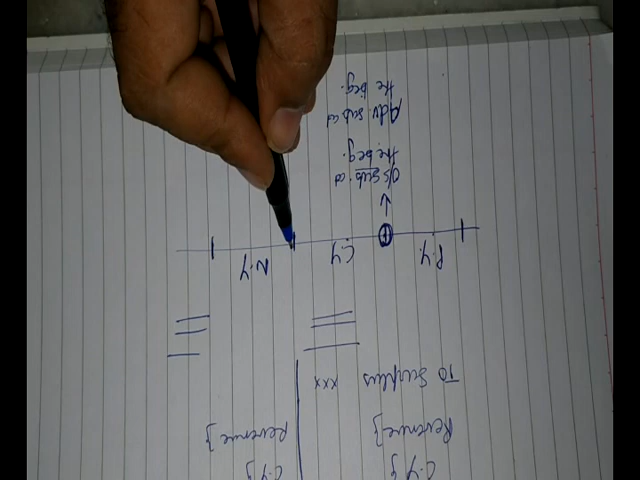 C.Y } C.Y }
Revenue } Revenue }
To Surplus xxx
P.Y. C.Y N.Y
O/s sub. at
the beg.
Adv. sub at
the beg.